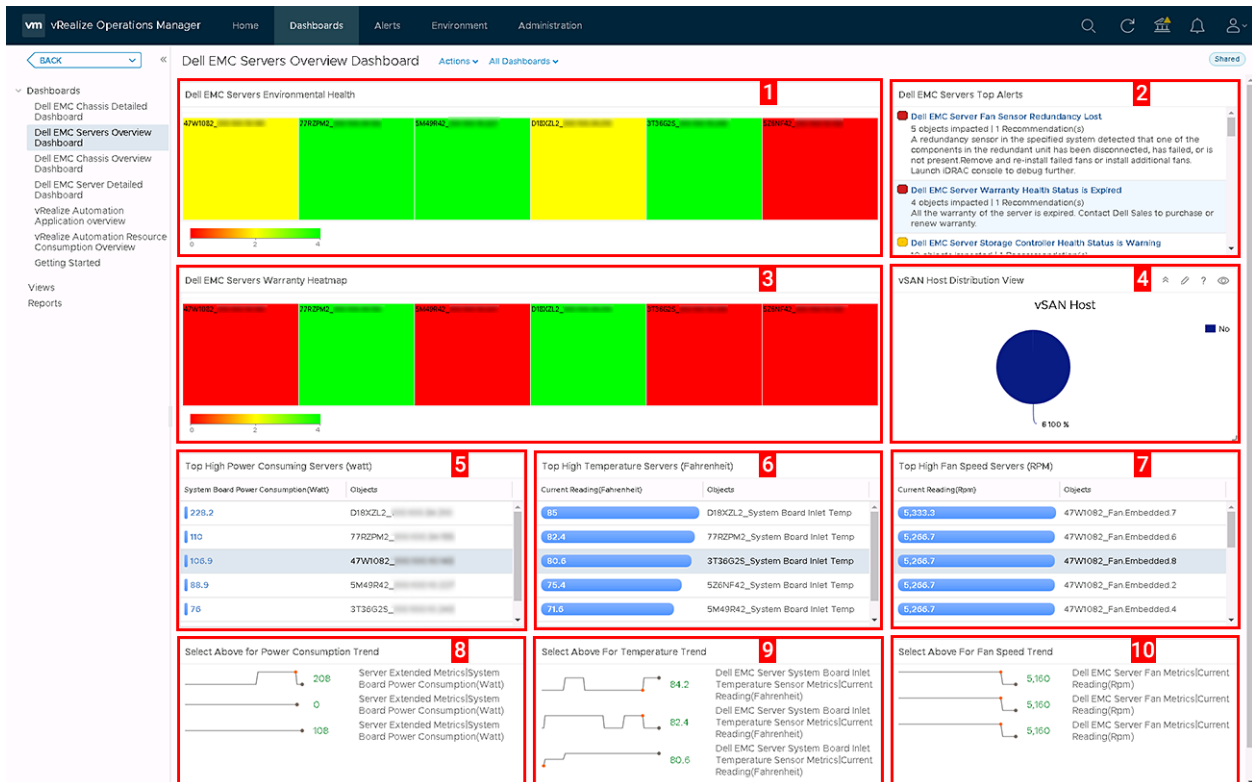 vm vRealize Operations Manager Home Dashboards Alerts Environment Administration
BACK
Dashboards
Dell EMC Chassis Detailed
Dashboard
Dell EMC Servers Overview
Dashboard
Dell EMC Chassis Overview
Dashboard
Dell EMC Server Detailed
Dashboard
vRealize Automation
Application overview
vRealize Automation Resource
Consumption Overview
Getting Started
Views
Reports
Dell EMC Servers Overview Dashboard Actions All Dashboards Shared
Dell EMC Servers Environmental Health 1
47W1082_ 77RZPM2_ 5M49R42_ D18XZL2_ 3T36G2S_ 5Z6NF42_
0 2 4
Dell EMC Servers Top Alerts 2
Dell EMC Server Fan Sensor Redundancy Lost
5 objects impacted | 1 Recommendation(s)
A redundancy sensor in the specified system detected that one of the
components in the redundant unit has been disconnected, has failed, or is
not present.Remove and re-install failed fans or install additional fans.
Launch iDRAC console to debug further.
Dell EMC Server Warranty Health Status is Expired
4 objects impacted | 1 Recommendation(s)
All the warranty of the server is expired. Contact Dell Sales to purchase or
renew warranty.
Dell EMC Server Storage Controller Health Status is Warning
Dell EMC Servers Warranty Heatmap 3
47W1082_ 77RZPM2_ 5M49R42_ D18XZL2_ 3T36G2S_ 5Z6NF42_
0 2 4
vSAN Host Distribution View 4 ?
vSAN Host
No
6 100 %
Top High Power Consuming Servers (watt) 5
System Board Power Consumption(Watt) Objects
228.2 D18XZL2_
110 77RZPM2_
106.9 47W1082_
88.9 5M49R42_
76 3T36G2S_
Top High Temperature Servers (Fahrenheit) 6
Current Reading(Fahrenheit) Objects
85 D18XZL2_System Board Inlet Temp
82.4 77RZPM2_System Board Inlet Temp
80.6 3T36G2S_System Board Inlet Temp
75.4 5Z6NF42_System Board Inlet Temp
71.6 5M49R42_System Board Inlet Temp
Top High Fan Speed Servers (RPM) 7
Current Reading(Rpm) Objects
5,333.3 47W1082_Fan.Embedded.7
5,266.7 47W1082_Fan.Embedded.6
5,266.7 47W1082_Fan.Embedded.8
5,266.7 47W1082_Fan.Embedded.2
5,266.7 47W1082_Fan.Embedded.4
Select Above for Power Consumption Trend 8
208 Server Extended Metrics|System
Board Power Consumption(Watt)
0 Server Extended Metrics|System
Board Power Consumption(Watt)
108 Server Extended Metrics|System
Board Power Consumption(Watt)
Select Above For Temperature Trend 9
84.2 Dell EMC Server System Board Inlet
Temperature Sensor Metrics|Current
Reading(Fahrenheit)
82.4 Dell EMC Server System Board Inlet
Temperature Sensor Metrics|Current
Reading(Fahrenheit)
80.6 Dell EMC Server System Board Inlet
Temperature Sensor Metrics|Current
Reading(Fahrenheit)
Select Above For Fan Speed Trend 10
5,160 Dell EMC Server Fan Metrics|Current
Reading(Rpm)
5,160 Dell EMC Server Fan Metrics|Current
Reading(Rpm)
5,160 Dell EMC Server Fan Metrics|Current
Reading(Rpm)